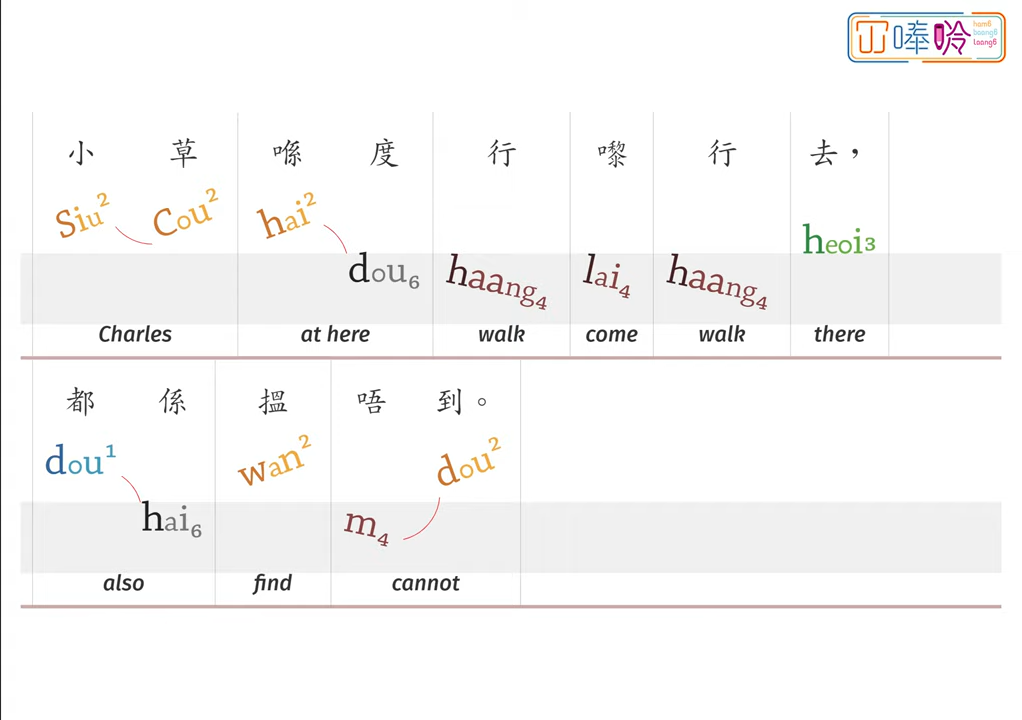 冚唪唥 ham6 baang6 laang6
小草喺度行嚟行去，
Siu² Cou² hai² dou₆ haang₄ lai₄ haang₄ heoi3
Charles at here walk come walk there
都係搵唔到。
dou¹ hai₆ wan² m₄ dou²
also find cannot